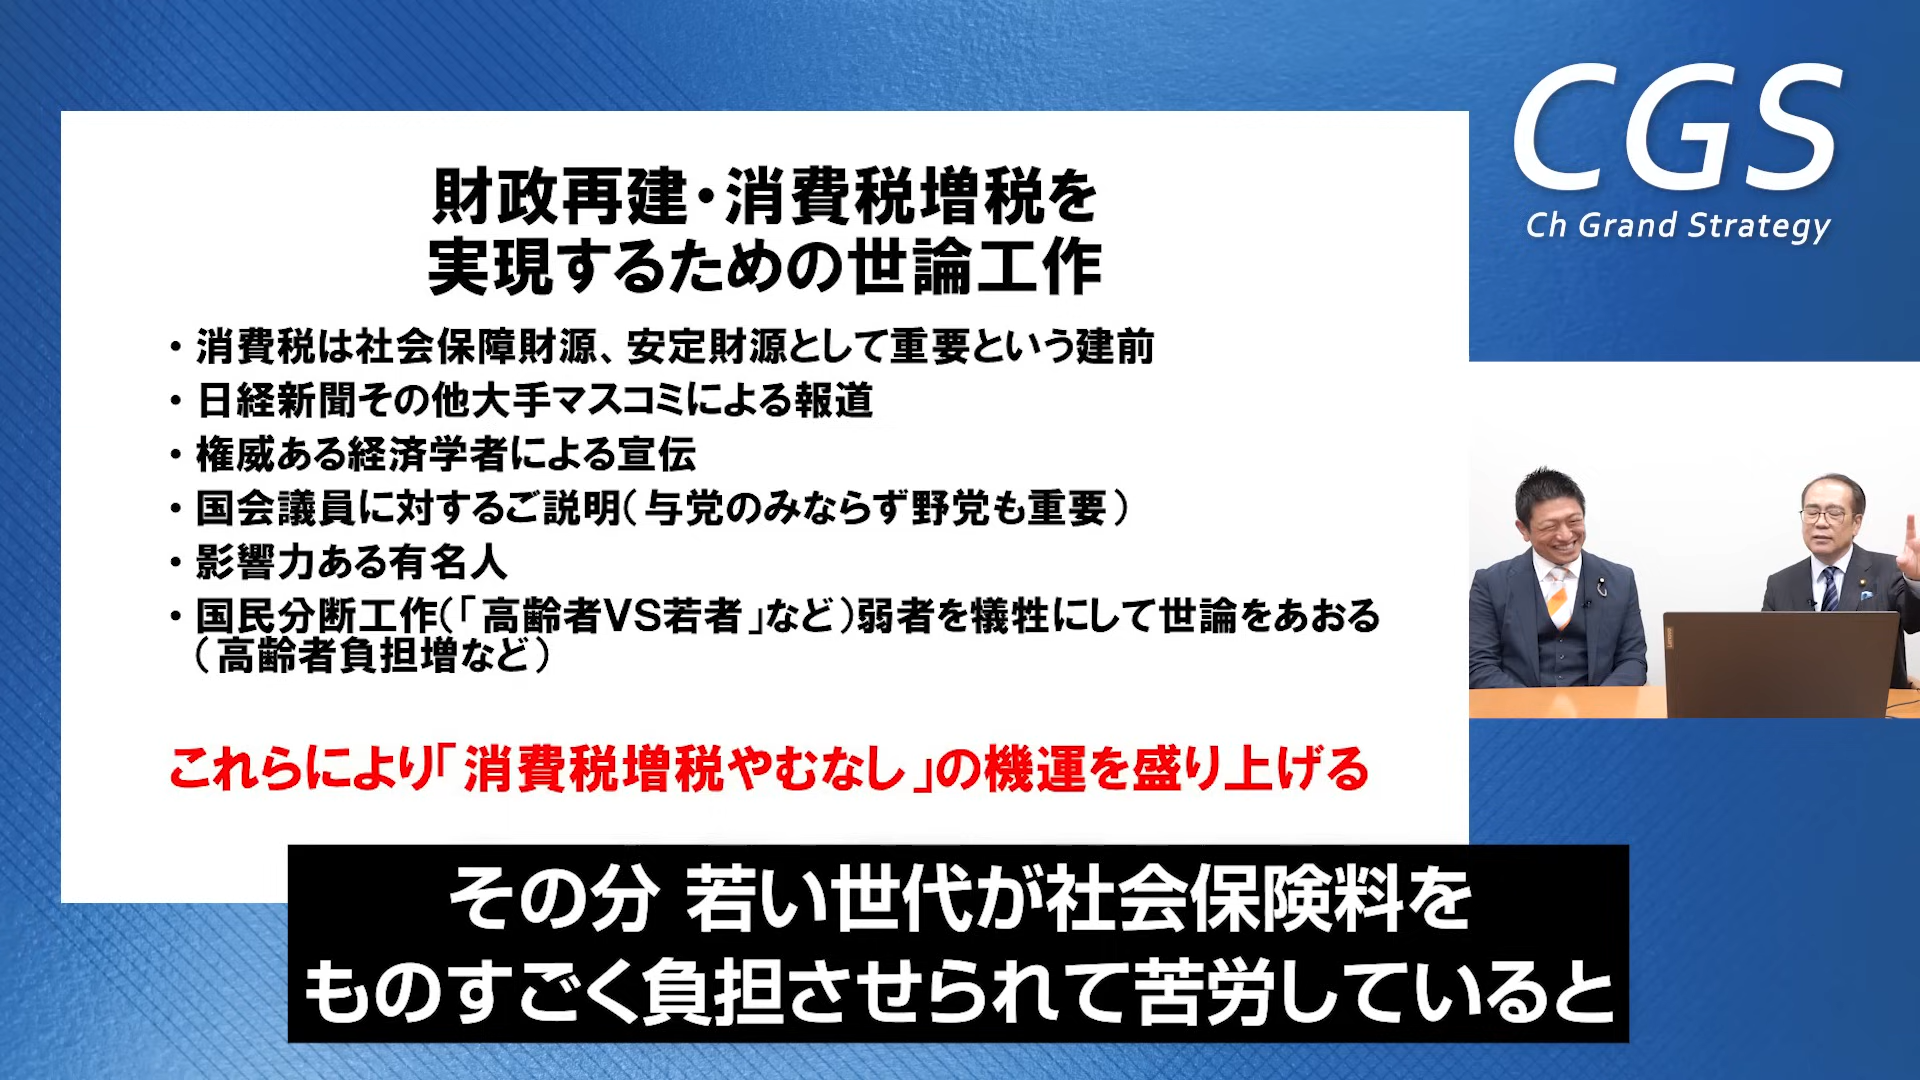 CGS
Ch Grand Strategy
財政再建・消費税増税を
実現するための世論工作
・消費税は社会保障財源、安定財源として重要という建前
・日経新聞その他大手マスコミによる報道
・権威ある経済学者による宣伝
・国会議員に対するご説明（与党のみならず野党も重要）
・影響力ある有名人
・国民分断工作（「高齢者VS若者」など）弱者を犠牲にして世論をあおる
（高齢者負担増など）
これらにより「消費税増税やむなし」の機運を盛り上げる
Lenovo
その分 若い世代が社会保険料を
ものすごく負担させられて苦労していると